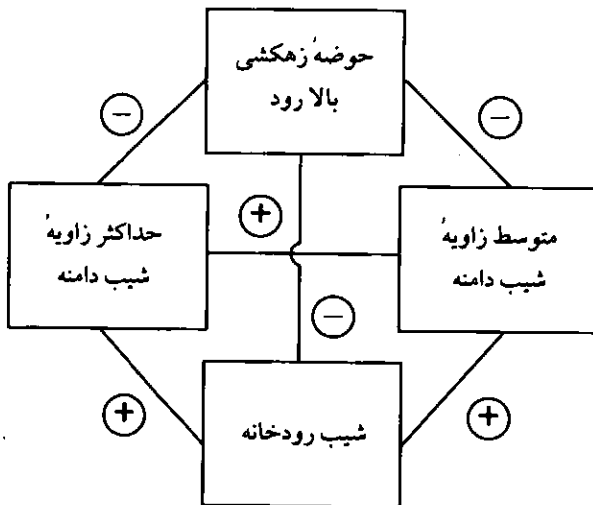 حوضهٔ زهکشی
بالا رود
−
−
حداکثر زاویهٔ
شیب دامنه
+
متوسط زاویهٔ
شیب دامنه
−
+
شیب رودخانه
+